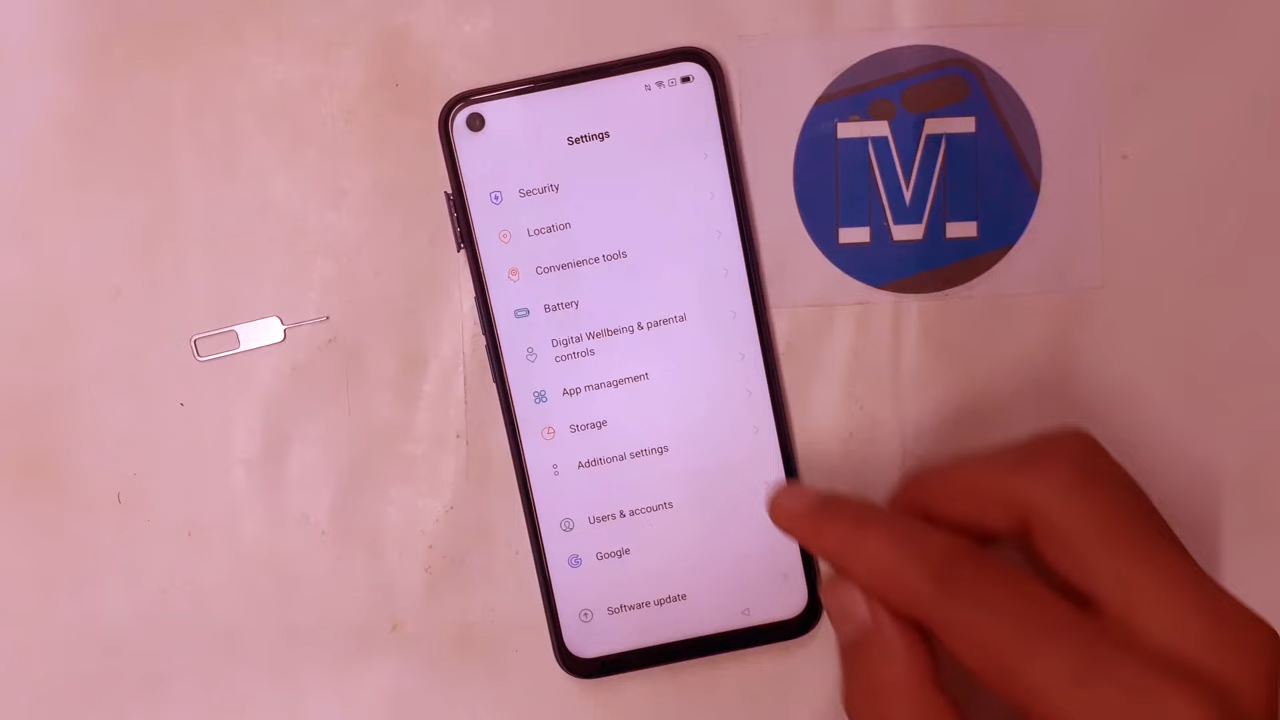 Settings
Security
Location
Convenience tools
Battery
Digital Wellbeing & parental
controls
App management
Storage
Additional settings
Users & accounts
Google
Software update
M